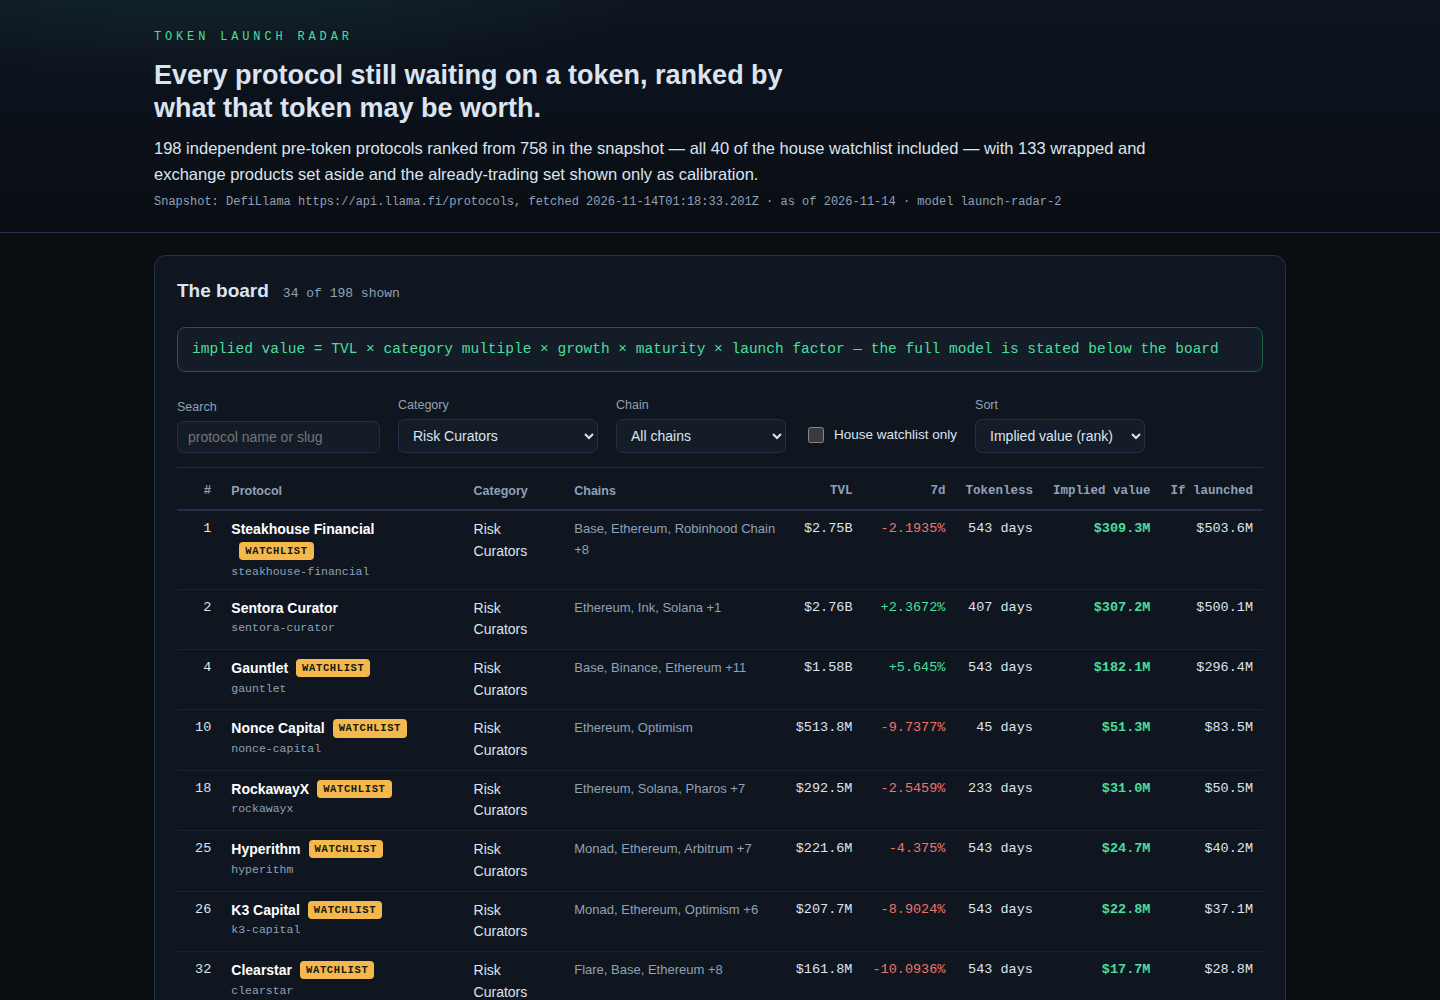 TOKEN LAUNCH RADAR
Every protocol still waiting on a token, ranked by
what that token may be worth.
198 independent pre-token protocols ranked from 758 in the snapshot — all 40 of the house watchlist included — with 133 wrapped and
exchange products set aside and the already-trading set shown only as calibration.
Snapshot: DefiLlama https://api.llama.fi/protocols, fetched 2026-11-14T01:18:33.201Z · as of 2026-11-14 · model launch-radar-2
The board 34 of 198 shown
implied value = TVL × category multiple × growth × maturity × launch factor — the full model is stated below the board
Search Category Chain Sort
protocol name or slug Risk Curators All chains House watchlist only Implied value (rank)
# Protocol Category Chains TVL 7d Tokenless Implied value If launched
1 Steakhouse Financial Risk Base, Ethereum, Robinhood Chain $2.75B -2.1935% 543 days $309.3M $503.6M
WATCHLIST Curators +8
steakhouse-financial
2 Sentora Curator Risk Ethereum, Ink, Solana +1 $2.76B +2.3672% 407 days $307.2M $500.1M
sentora-curator Curators
4 Gauntlet WATCHLIST Risk Base, Binance, Ethereum +11 $1.58B +5.645% 543 days $182.1M $296.4M
gauntlet Curators
10 Nonce Capital WATCHLIST Risk Ethereum, Optimism $513.8M -9.7377% 45 days $51.3M $83.5M
nonce-capital Curators
18 RockawayX WATCHLIST Risk Ethereum, Solana, Pharos +7 $292.5M -2.5459% 233 days $31.0M $50.5M
rockawayx Curators
25 Hyperithm WATCHLIST Risk Monad, Ethereum, Arbitrum +7 $221.6M -4.375% 543 days $24.7M $40.2M
hyperithm Curators
26 K3 Capital WATCHLIST Risk Monad, Ethereum, Optimism +6 $207.7M -8.9024% 543 days $22.8M $37.1M
k3-capital Curators
32 Clearstar WATCHLIST Risk Flare, Base, Ethereum +8 $161.8M -10.0936% 543 days $17.7M $28.8M
clearstar Curators